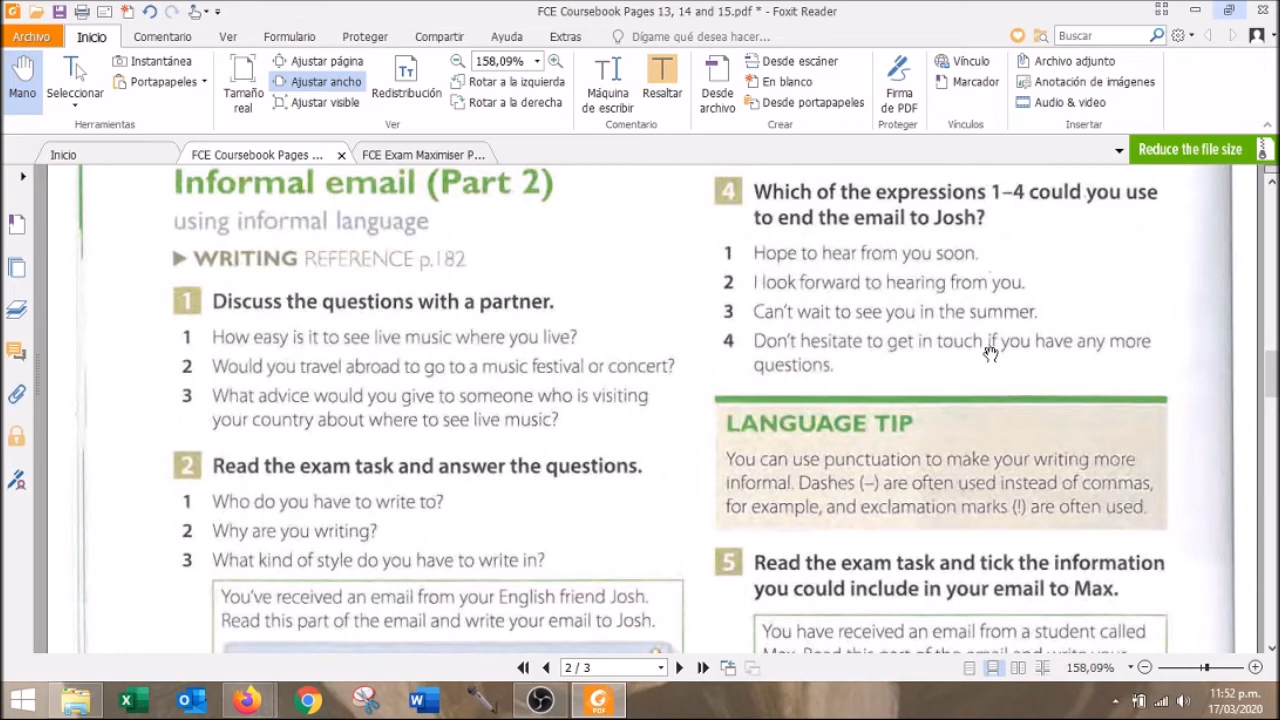 FCE Coursebook Pages 13, 14 and 15.pdf * - Foxit Reader
Archivo Inicio Comentario Ver Formulario Proteger Compartir Ayuda Extras Dígame qué desea hacer... Buscar
Mano
Seleccionar
Instantánea
Portapapeles
Herramientas
Tamaño real
Ajustar página
Ajustar ancho
Ajustar visible
Redistribución
158,09%
Rotar a la izquierda
Rotar a la derecha
Ver
Máquina de escribir
Resaltar
Comentario
Desde archivo
Desde escáner
En blanco
Desde portapapeles
Crear
Firma de PDF
Proteger
Vínculo
Marcador
Vínculos
Archivo adjunto
Anotación de imágenes
Audio & video
Insertar
Inicio FCE Coursebook Pages ... FCE Exam Maximiser P... Reduce the file size
Informal email (Part 2)
using informal language
WRITING REFERENCE p.182
1 Discuss the questions with a partner.
1 How easy is it to see live music where you live?
2 Would you travel abroad to go to a music festival or concert?
3 What advice would you give to someone who is visiting
your country about where to see live music?
2 Read the exam task and answer the questions.
1 Who do you have to write to?
2 Why are you writing?
3 What kind of style do you have to write in?
You've received an email from your English friend Josh.
Read this part of the email and write your email to Josh.
4 Which of the expressions 1–4 could you use
to end the email to Josh?
1 Hope to hear from you soon.
2 I look forward to hearing from you.
3 Can't wait to see you in the summer.
4 Don't hesitate to get in touch if you have any more
questions.
LANGUAGE TIP
You can use punctuation to make your writing more
informal. Dashes (–) are often used instead of commas,
for example, and exclamation marks (!) are often used.
5 Read the exam task and tick the information
you could include in your email to Max.
You have received an email from a student called
Max. Read this part of the email and write your
2 / 3 158,09%
11:52 p.m.
17/03/2020